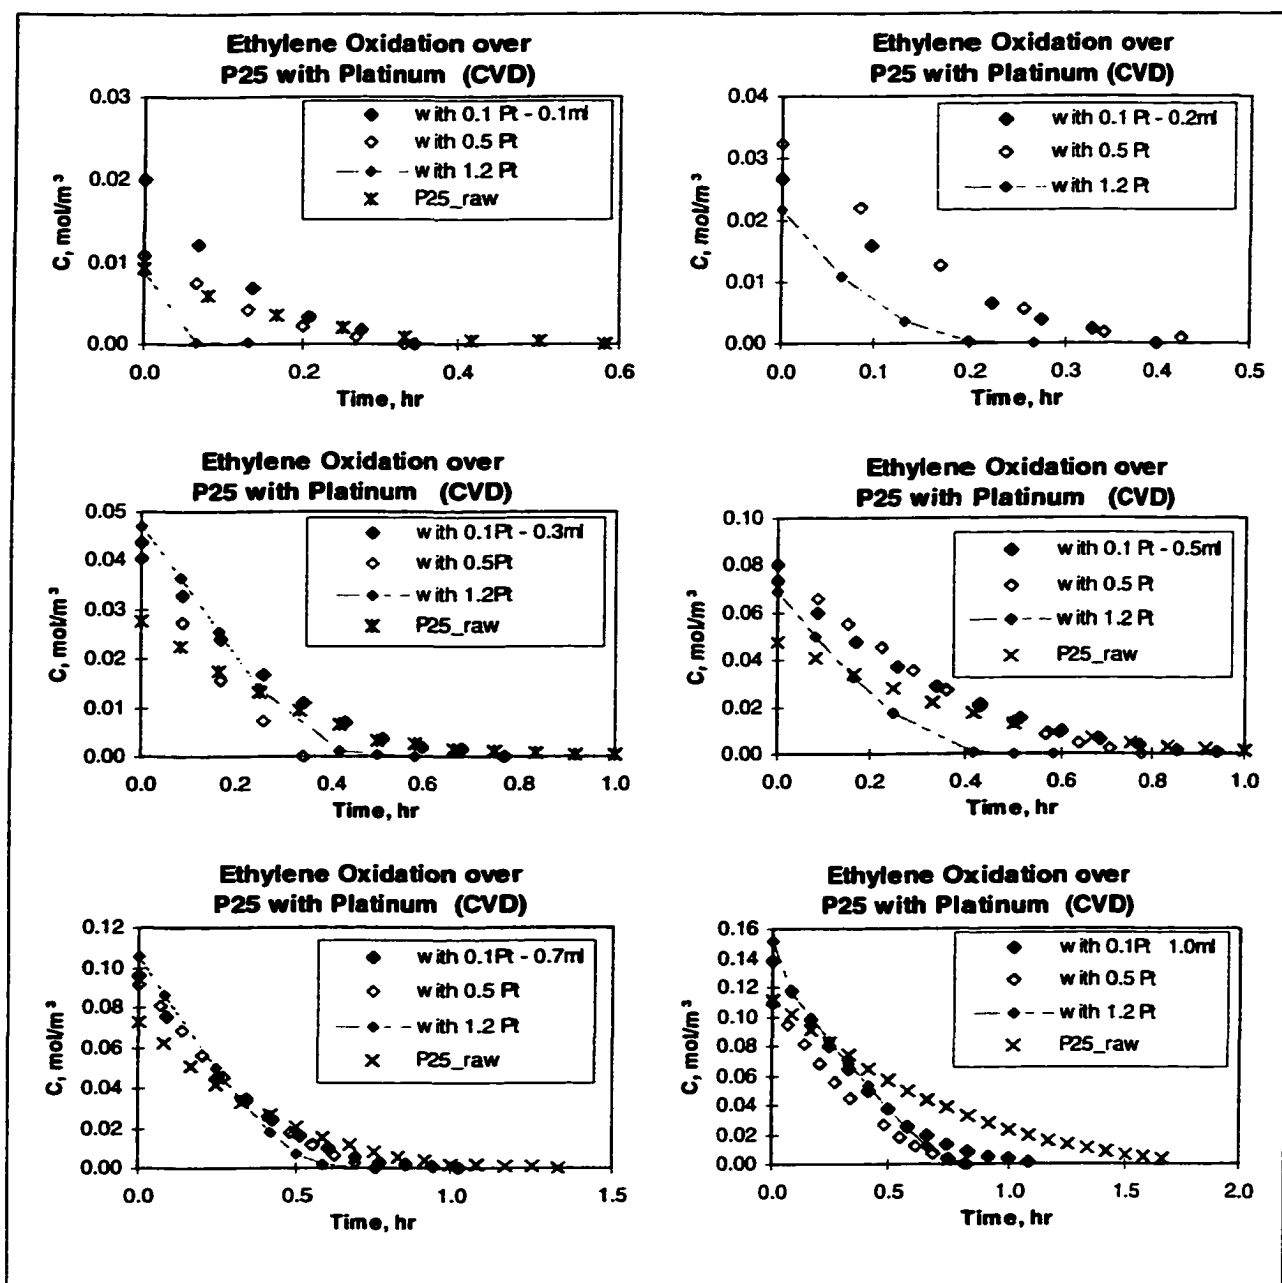 Ethylene Oxidation over
P25 with Platinum (CVD)
0.03
0.02
0.01
0.00
C, mol/m³
with 0.1 Pt - 0.1ml
with 0.5 Pt
with 1.2 Pt
P25_raw
0.0 0.2 0.4 0.6
Time, hr
Ethylene Oxidation over
P25 with Platinum (CVD)
0.04
0.03
0.02
0.01
0.00
C, mol/m³
with 0.1 Pt - 0.2ml
with 0.5 Pt
with 1.2 Pt
0.0 0.1 0.2 0.3 0.4 0.5
Time, hr
Ethylene Oxidation over
P25 with Platinum (CVD)
0.05
0.04
0.03
0.02
0.01
0.00
C, mol/m³
with 0.1Pt - 0.3ml
with 0.5Pt
with 1.2Pt
P25_raw
0.0 0.2 0.4 0.6 0.8 1.0
Time, hr
Ethylene Oxidation over
P25 with Platinum (CVD)
0.10
0.08
0.06
0.04
0.02
0.00
C, mol/m³
with 0.1 Pt - 0.5ml
with 0.5 Pt
with 1.2 Pt
P25_raw
0.0 0.2 0.4 0.6 0.8 1.0
Time, hr
Ethylene Oxidation over
P25 with Platinum (CVD)
0.12
0.10
0.08
0.06
0.04
0.02
0.00
C, mol/m³
with 0.1Pt - 0.7ml
with 0.5 Pt
with 1.2 Pt
P25_raw
0.0 0.5 1.0 1.5
Time, hr
Ethylene Oxidation over
P25 with Platinum (CVD)
0.16
0.14
0.12
0.10
0.08
0.06
0.04
0.02
0.00
C, mol/m³
with 0.1Pt 1.0ml
with 0.5 Pt
with 1.2 Pt
P25_raw
0.0 0.5 1.0 1.5 2.0
Time, hr